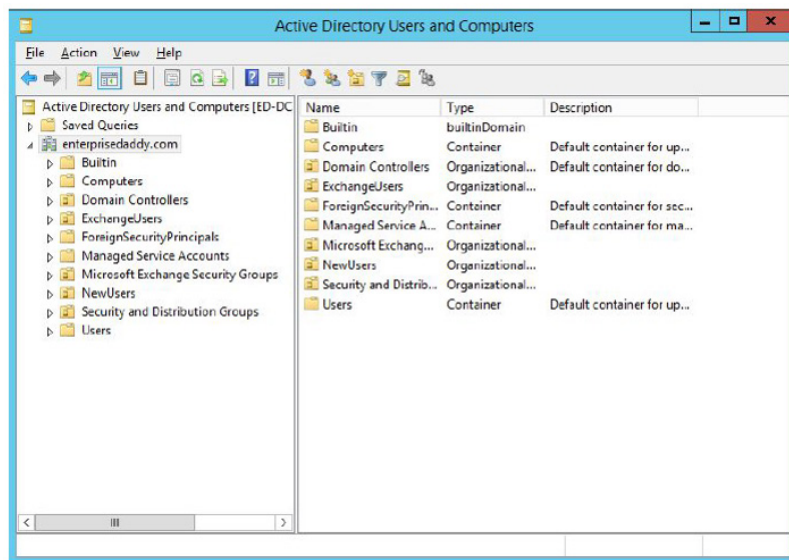 Active Directory Users and Computers
File Action View Help
Active Directory Users and Computers [ED-DC
Saved Queries
enterprisedaddy.com
Builtin
Computers
Domain Controllers
ExchangeUsers
ForeignSecurityPrincipals
Managed Service Accounts
Microsoft Exchange Security Groups
NewUsers
Security and Distribution Groups
Users
Name Type Description
Builtin builtinDomain
Computers Container Default container for up...
Domain Controllers Organizational... Default container for do...
ExchangeUsers Organizational...
ForeignSecurityPrin... Container Default container for sec...
Managed Service A... Container Default container for ma...
Microsoft Exchang... Organizational...
NewUsers Organizational...
Security and Distrib... Organizational...
Users Container Default container for up...